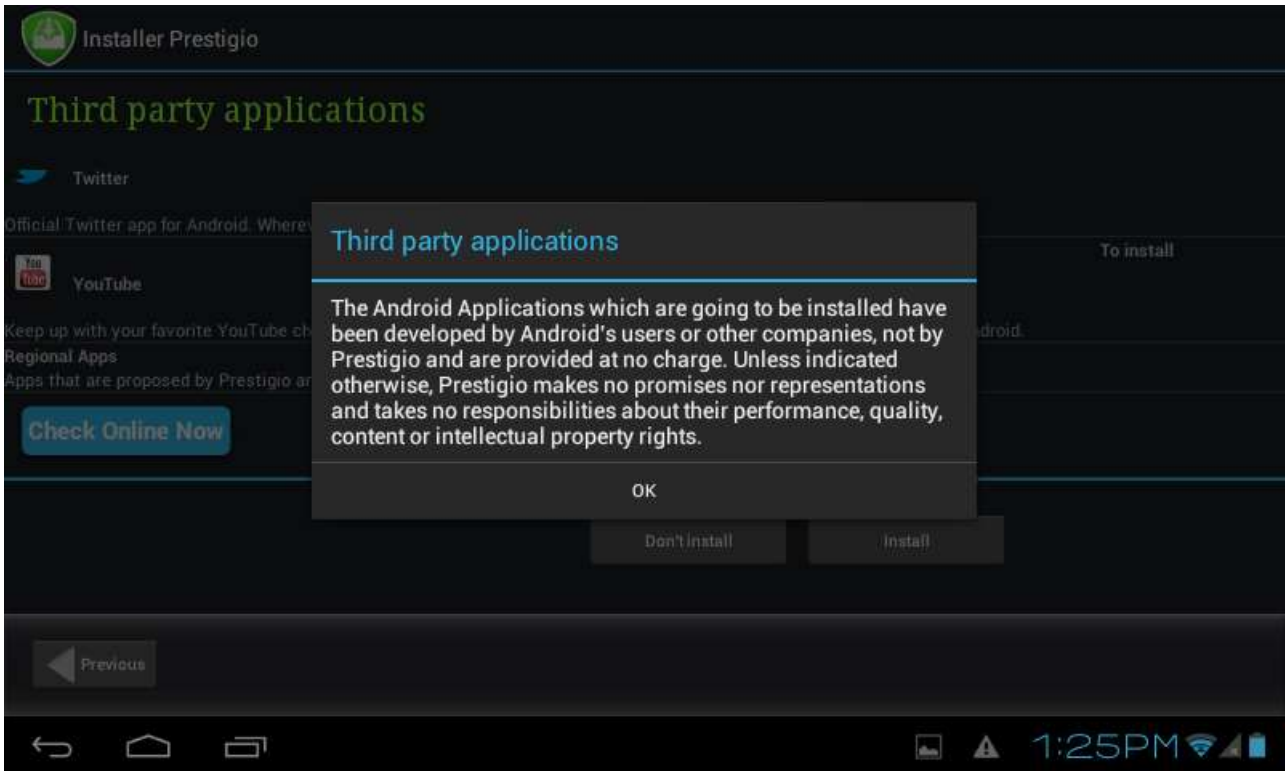 Installer Prestigio
Third party applications
Twitter
Official Twitter app for Android.
To install
You
Tube
YouTube
Keep up with your favorite YouTube
Regional Apps
Apps that are proposed by Prestigio
Check Online Now
Third party applications
The Android Applications which are going to be installed have
been developed by Android's users or other companies, not by
Prestigio and are provided at no charge. Unless indicated
otherwise, Prestigio makes no promises nor representations
and takes no responsibilities about their performance, quality,
content or intellectual property rights.
OK
Don't install
Install
Previous
1:25PM